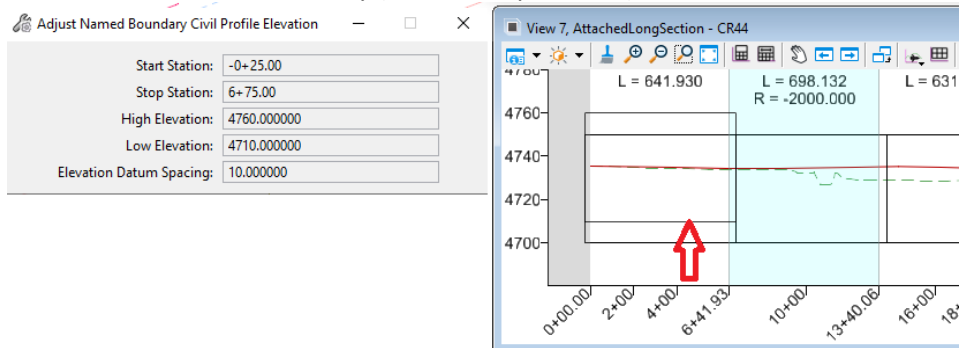 Adjust Named Boundary Civil Profile Elevation
Start Station: -0+25.00
Stop Station: 6+75.00
High Elevation: 4760.000000
Low Elevation: 4710.000000
Elevation Datum Spacing: 10.000000
View 7, AttachedLongSection - CR44
4780
L = 641.930 L = 698.132 L = 631
R = -2000.000
4760
4740
4720
4700
0+00.00 2+00 4+00 6+41.93 10+00 13+40.06 16+00 18+